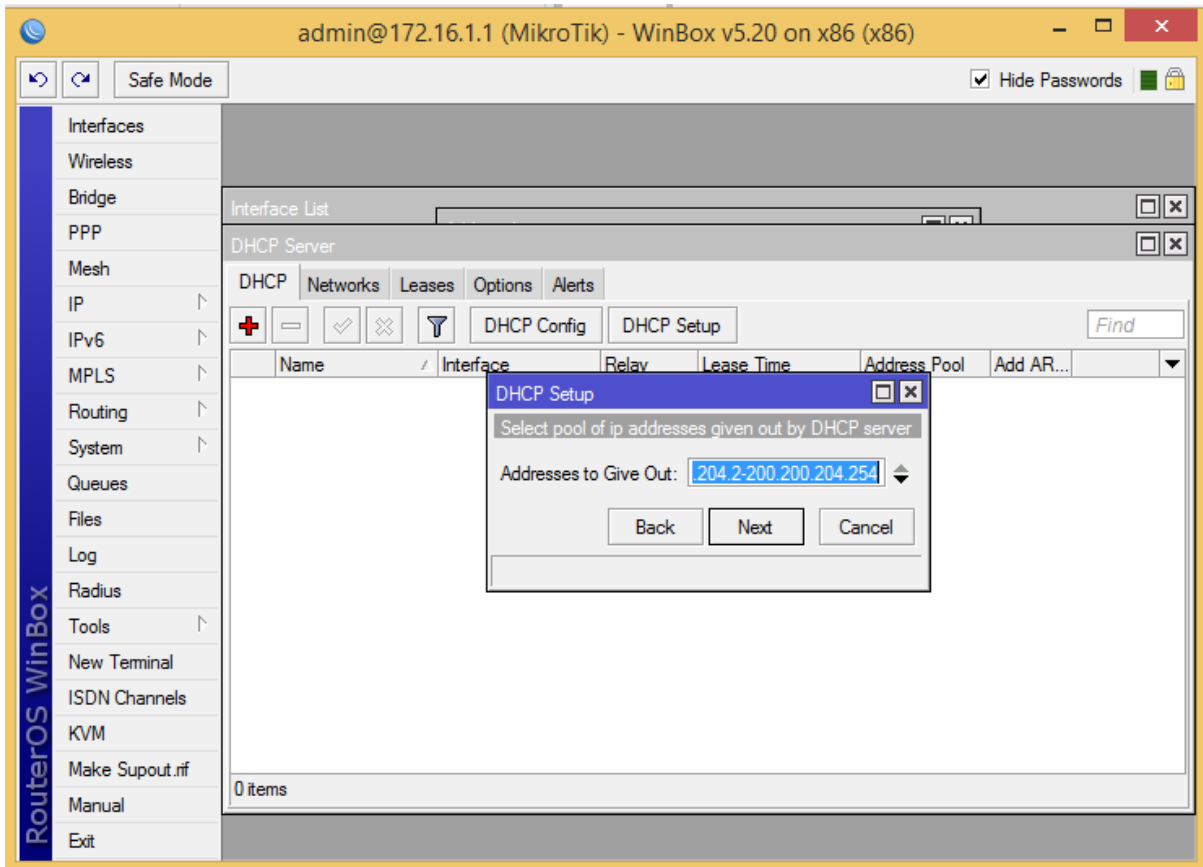 admin@172.16.1.1 (MikroTik) - WinBox v5.20 on x86 (x86)
Safe Mode
Hide Passwords
RouterOS WinBox
Interfaces
Wireless
Bridge
PPP
Mesh
IP
IPv6
MPLS
Routing
System
Queues
Files
Log
Radius
Tools
New Terminal
ISDN Channels
KVM
Make Supout.rif
Manual
Exit
Interface List
DHCP Server
DHCP Networks Leases Options Alerts
DHCP Config DHCP Setup Find
Name Interface Relay Lease Time Address Pool Add AR...
DHCP Setup
Select pool of ip addresses given out by DHCP server
Addresses to Give Out: .204.2-200.200.204.254
Back Next Cancel
0 items